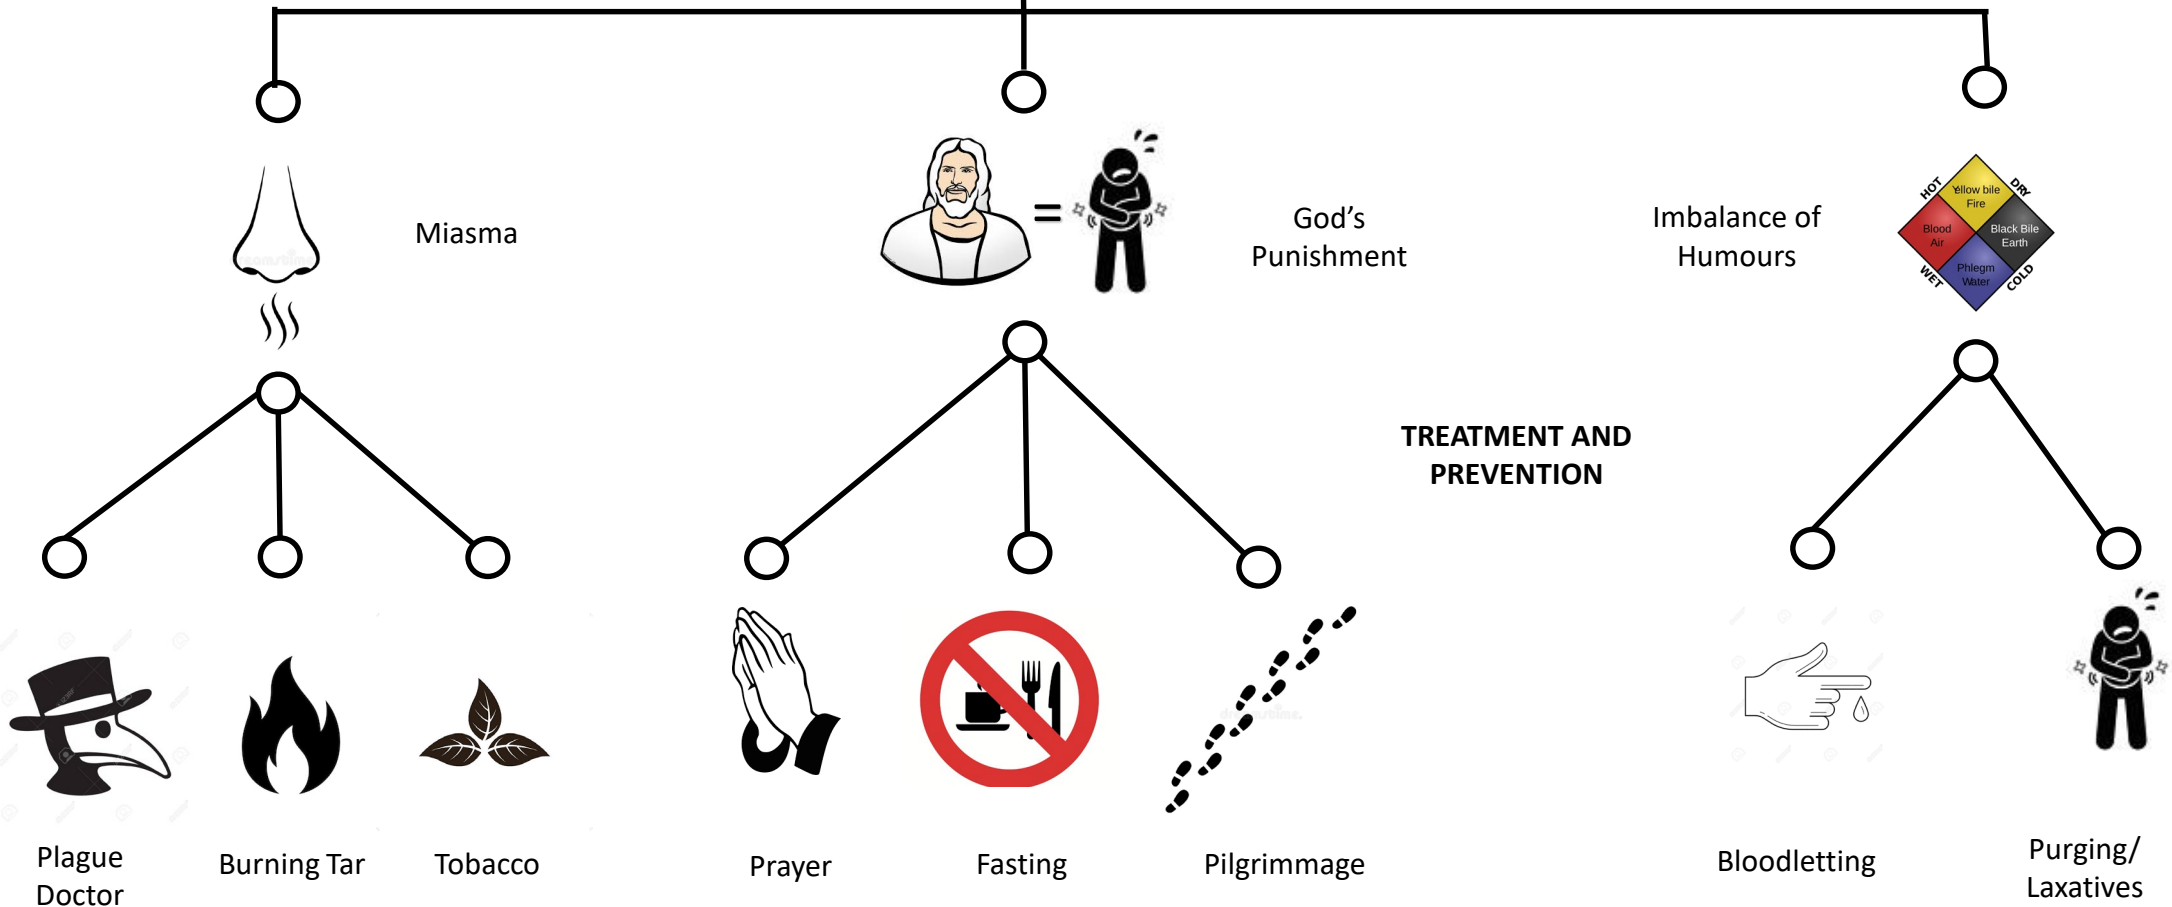 Miasma
God's
Punishment
Imbalance of
Humours
HOT
DRY
Yellow bile
Fire
Blood
Air
Black Bile
Earth
Phlegm
Water
WET
COLD
TREATMENT AND
PREVENTION
Plague
Doctor
Burning Tar
Tobacco
Prayer
Fasting
Pilgrimmage
Bloodletting
Purging/
Laxatives